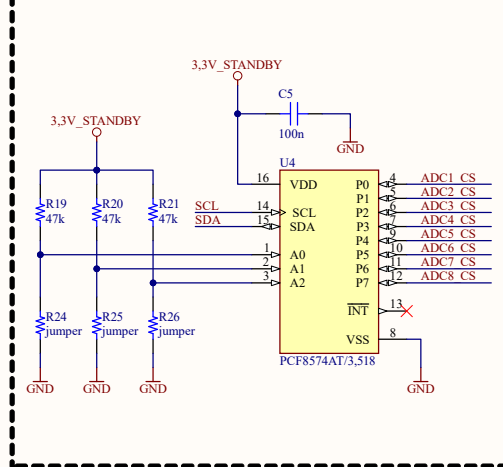 3,3V_STANDBY
C5
100n
GND
3,3V_STANDBY
R19
47k
R20
47k
R21
47k
R24
jumper
R25
jumper
R26
jumper
GND
GND
GND
U4
16 VDD
SCL 14 SCL
SDA 15 SDA
1 A0
2 A1
3 A2
P0 4 ADC1_CS
P1 5 ADC2_CS
P2 6 ADC3_CS
P3 7 ADC4_CS
P4 9 ADC5_CS
P5 10 ADC6_CS
P6 11 ADC7_CS
P7 12 ADC8_CS
INT 13
VSS 8
PCF8574AT/3,518
GND